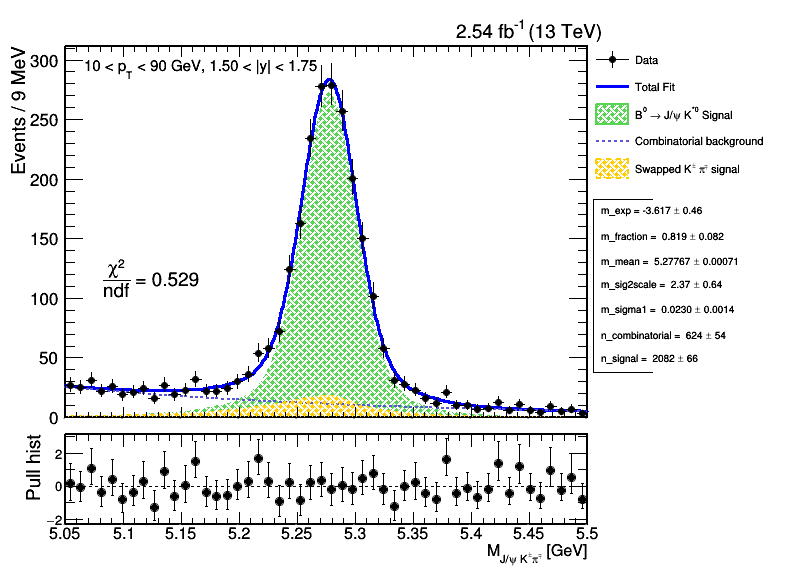 2.54 fb⁻¹ (13 TeV)
Events / 9 MeV
300
250
200
150
100
50
0
10 < p_T < 90 GeV, 1.50 < |y| < 1.75
χ²
ndf
= 0.529
Data
Total Fit
B⁰ → J/ψ K*⁰ Signal
Combinatorial background
Swapped K± π∓ signal
m_exp = -3.617 ± 0.46
m_fraction = 0.819 ± 0.082
m_mean = 5.27767 ± 0.00071
m_sig2scale = 2.37 ± 0.64
m_sigma1 = 0.0230 ± 0.0014
n_combinatorial = 624 ± 54
n_signal = 2082 ± 66
Pull hist
2
0
−2
5.05 5.1 5.15 5.2 5.25 5.3 5.35 5.4 5.45 5.5
M_J/ψ K±π∓ [GeV]